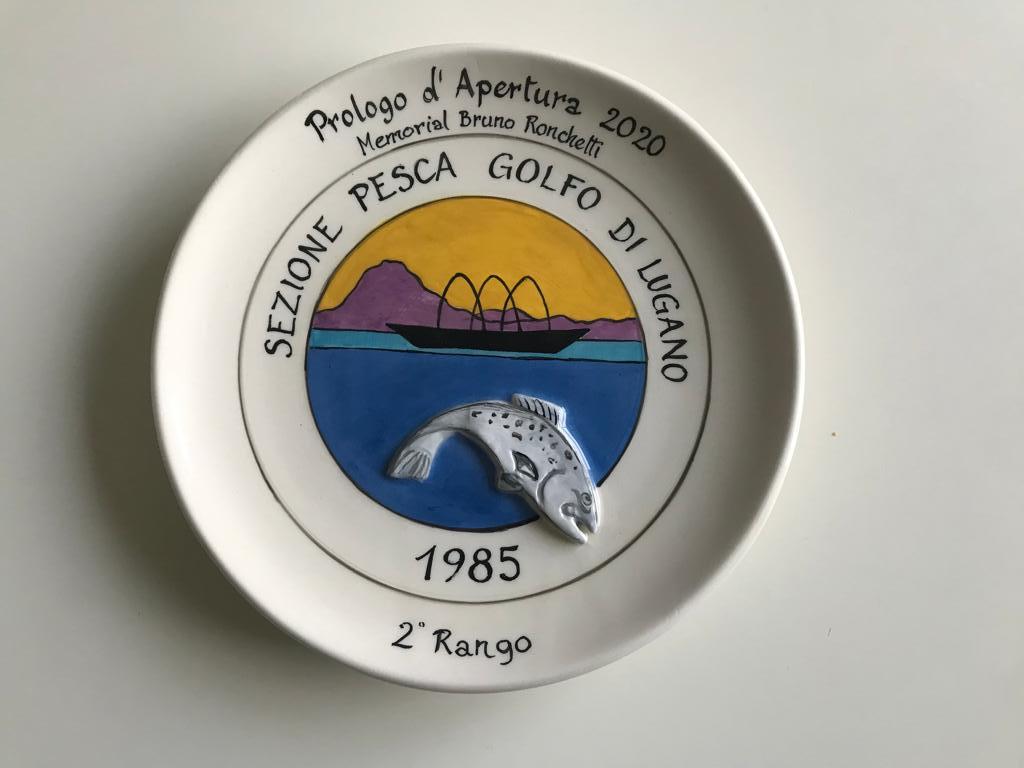 Prologo d' Apertura 2020
Memorial Bruno Ronchetti
SEZIONE PESCA GOLFO DI LUGANO
1985
2° Rango